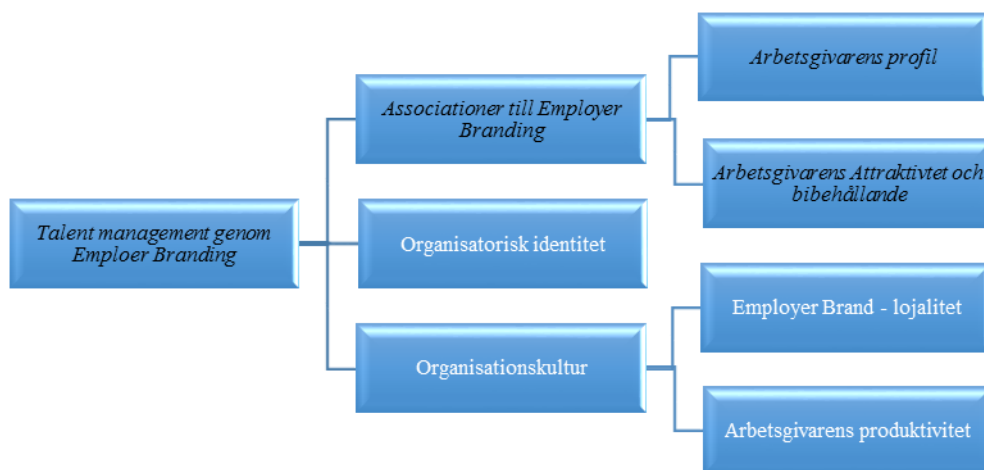 Talent management genom
Emploer Branding
Associationer till Employer
Branding
Arbetsgivarens profil
Arbetsgivarens Attraktivtet och
bibehållande
Organisatorisk identitet
Organisationskultur
Employer Brand - lojalitet
Arbetsgivarens produktivitet